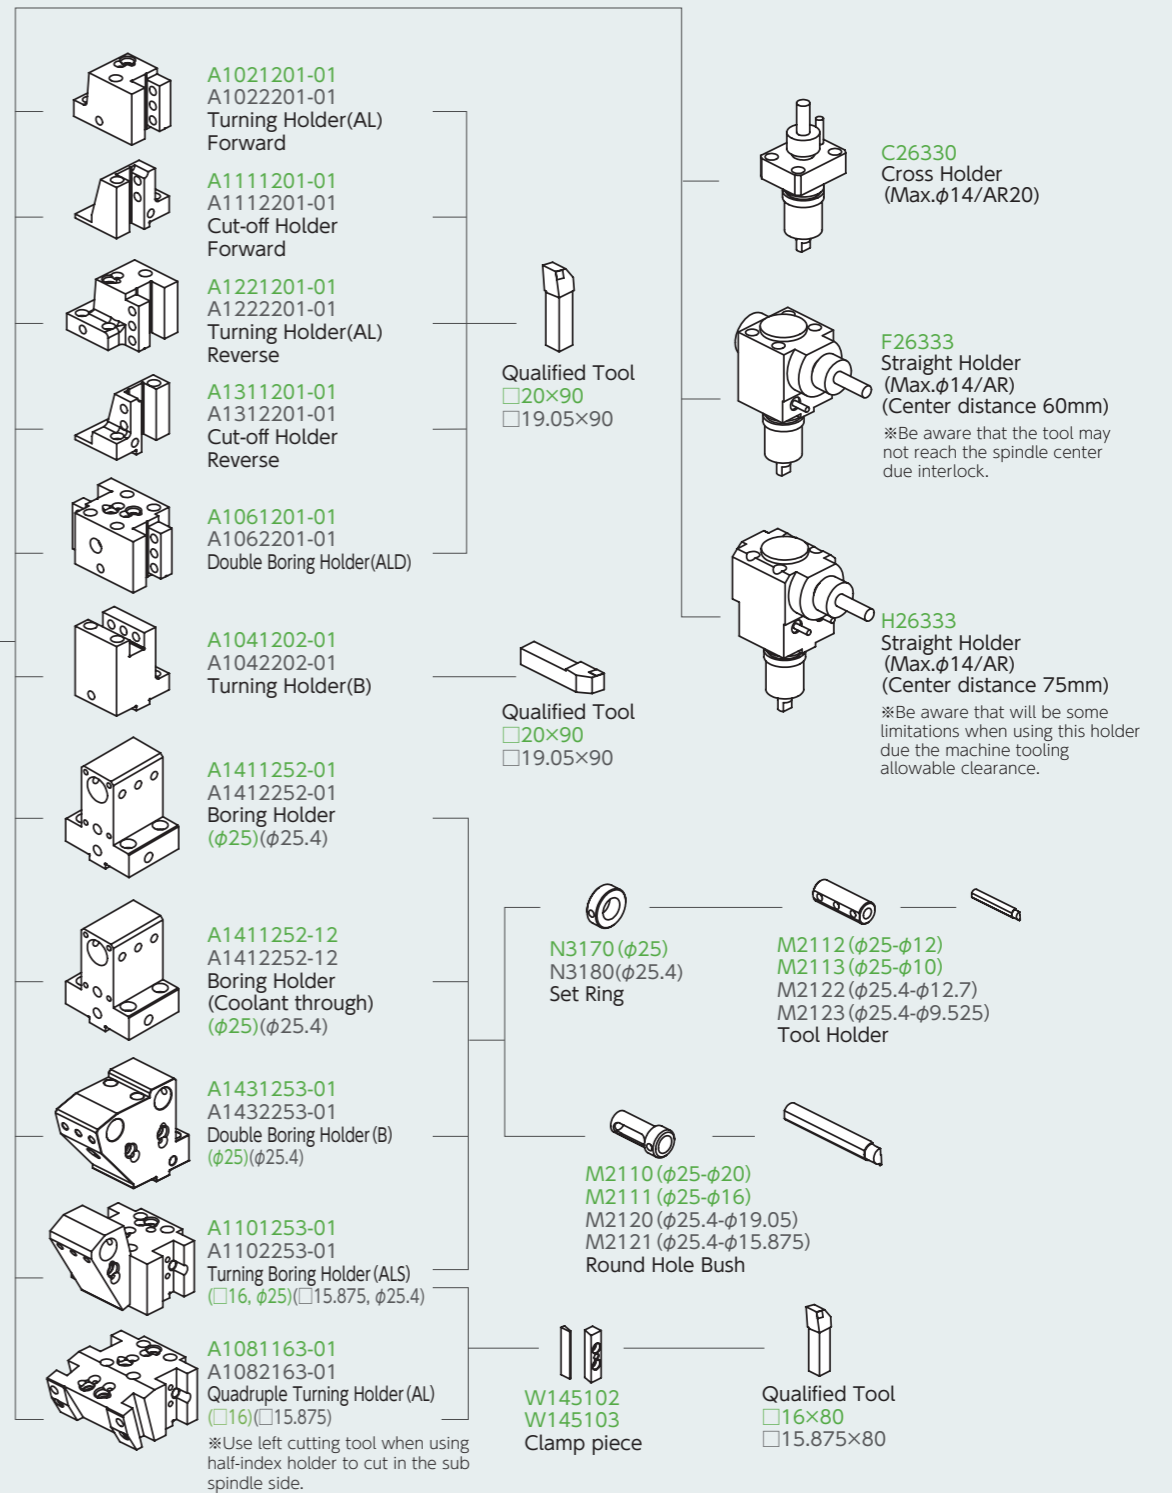 A1021201-01
A1022201-01
Turning Holder(AL)
Forward
A1111201-01
A1112201-01
Cut-off Holder
Forward
A1221201-01
A1222201-01
Turning Holder(AL)
Reverse
A1311201-01
A1312201-01
Cut-off Holder
Reverse
A1061201-01
A1062201-01
Double Boring Holder(ALD)
Qualified Tool
□20×90
□19.05×90
A1041202-01
A1042202-01
Turning Holder(B)
Qualified Tool
□20×90
□19.05×90
C26330
Cross Holder
(Max.φ14/AR20)
F26333
Straight Holder
(Max.φ14/AR)
(Center distance 60mm)
※Be aware that the tool may
not reach the spindle center
due interlock.
H26333
Straight Holder
(Max.φ14/AR)
(Center distance 75mm)
※Be aware that will be some
limitations when using this holder
due the machine tooling
allowable clearance.
A1411252-01
A1412252-01
Boring Holder
(φ25)(φ25.4)
A1411252-12
A1412252-12
Boring Holder
(Coolant through)
(φ25)(φ25.4)
A1431253-01
A1432253-01
Double Boring Holder(B)
(φ25)(φ25.4)
A1101253-01
A1102253-01
Turning Boring Holder(ALS)
(□16, φ25)(□15.875, φ25.4)
N3170(φ25)
N3180(φ25.4)
Set Ring
M2112(φ25-φ12)
M2113(φ25-φ10)
M2122(φ25.4-φ12.7)
M2123(φ25.4-φ9.525)
Tool Holder
M2110(φ25-φ20)
M2111(φ25-φ16)
M2120(φ25.4-φ19.05)
M2121(φ25.4-φ15.875)
Round Hole Bush
A1081163-01
A1082163-01
Quadruple Turning Holder(AL)
(□16)(□15.875)
※Use left cutting tool when using
half-index holder to cut in the sub
spindle side.
W145102
W145103
Clamp piece
Qualified Tool
□16×80
□15.875×80